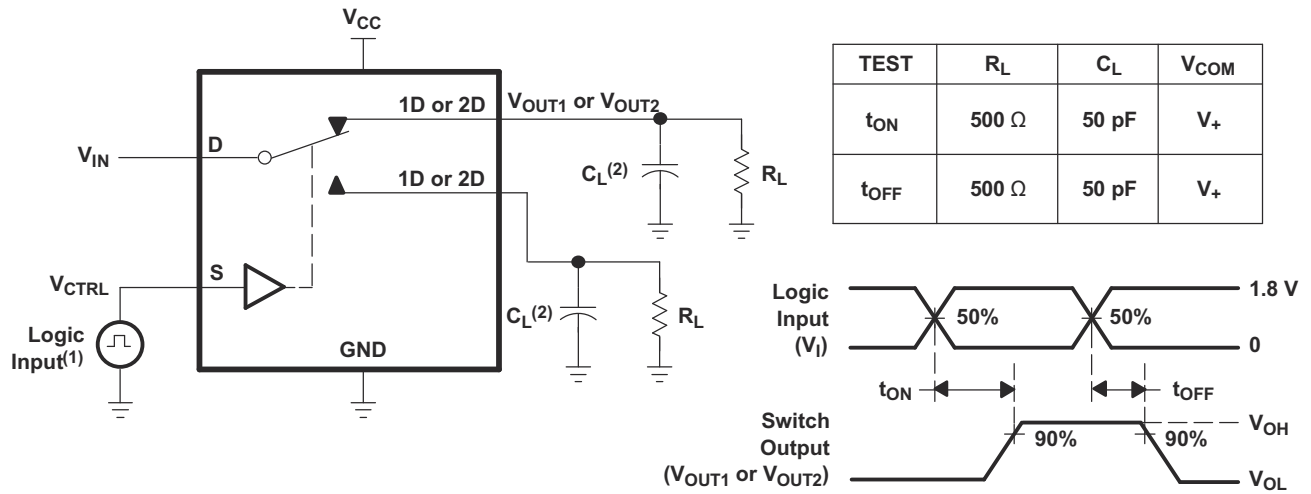 VCC
1D or 2D
VOUT1 or VOUT2
VIN
D
CL(2)
RL
1D or 2D
VCTRL
S
CL(2)
RL
Logic
Input(1)
GND
TEST RL CL VCOM
tON 500 Ω 50 pF V+
tOFF 500 Ω 50 pF V+
Logic
Input
(VI)
50%
50%
1.8 V
0
tON
tOFF
Switch
Output
(VOUT1 or VOUT2)
90%
90%
VOH
VOL